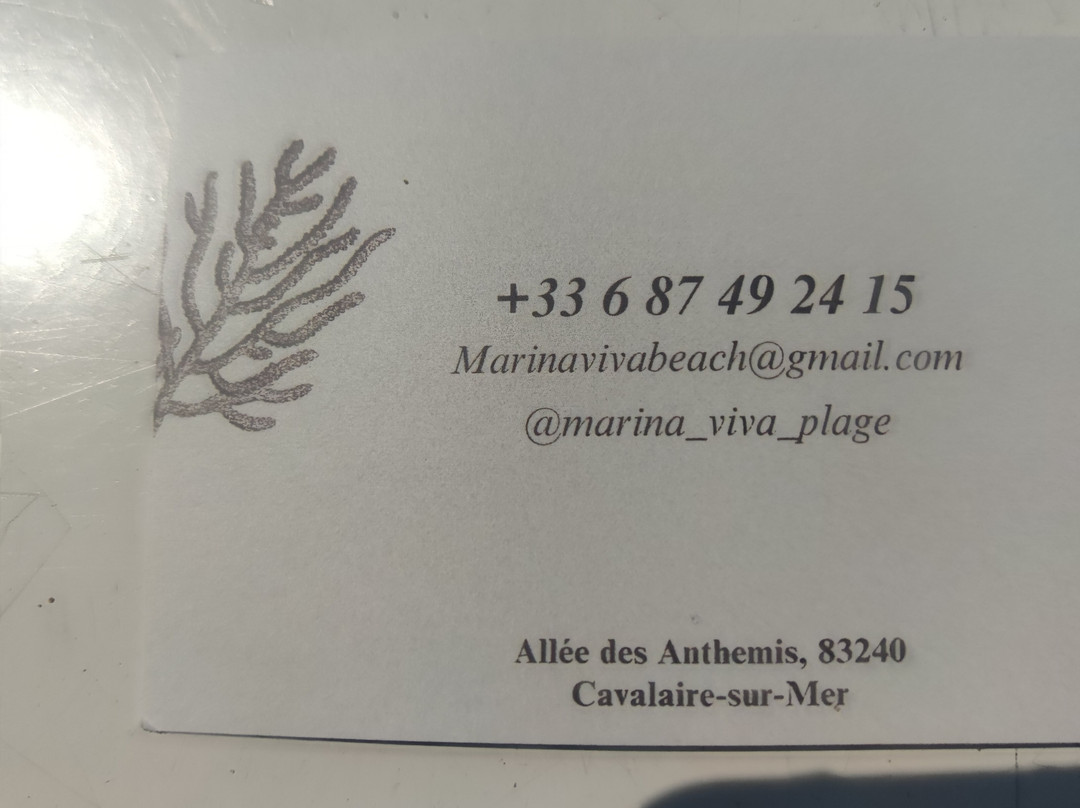 +33 6 87 49 24 15
Marinavivabeach@gmail.com
@marina_viva_plage
Allée des Anthemis, 83240
Cavalaire-sur-Mer